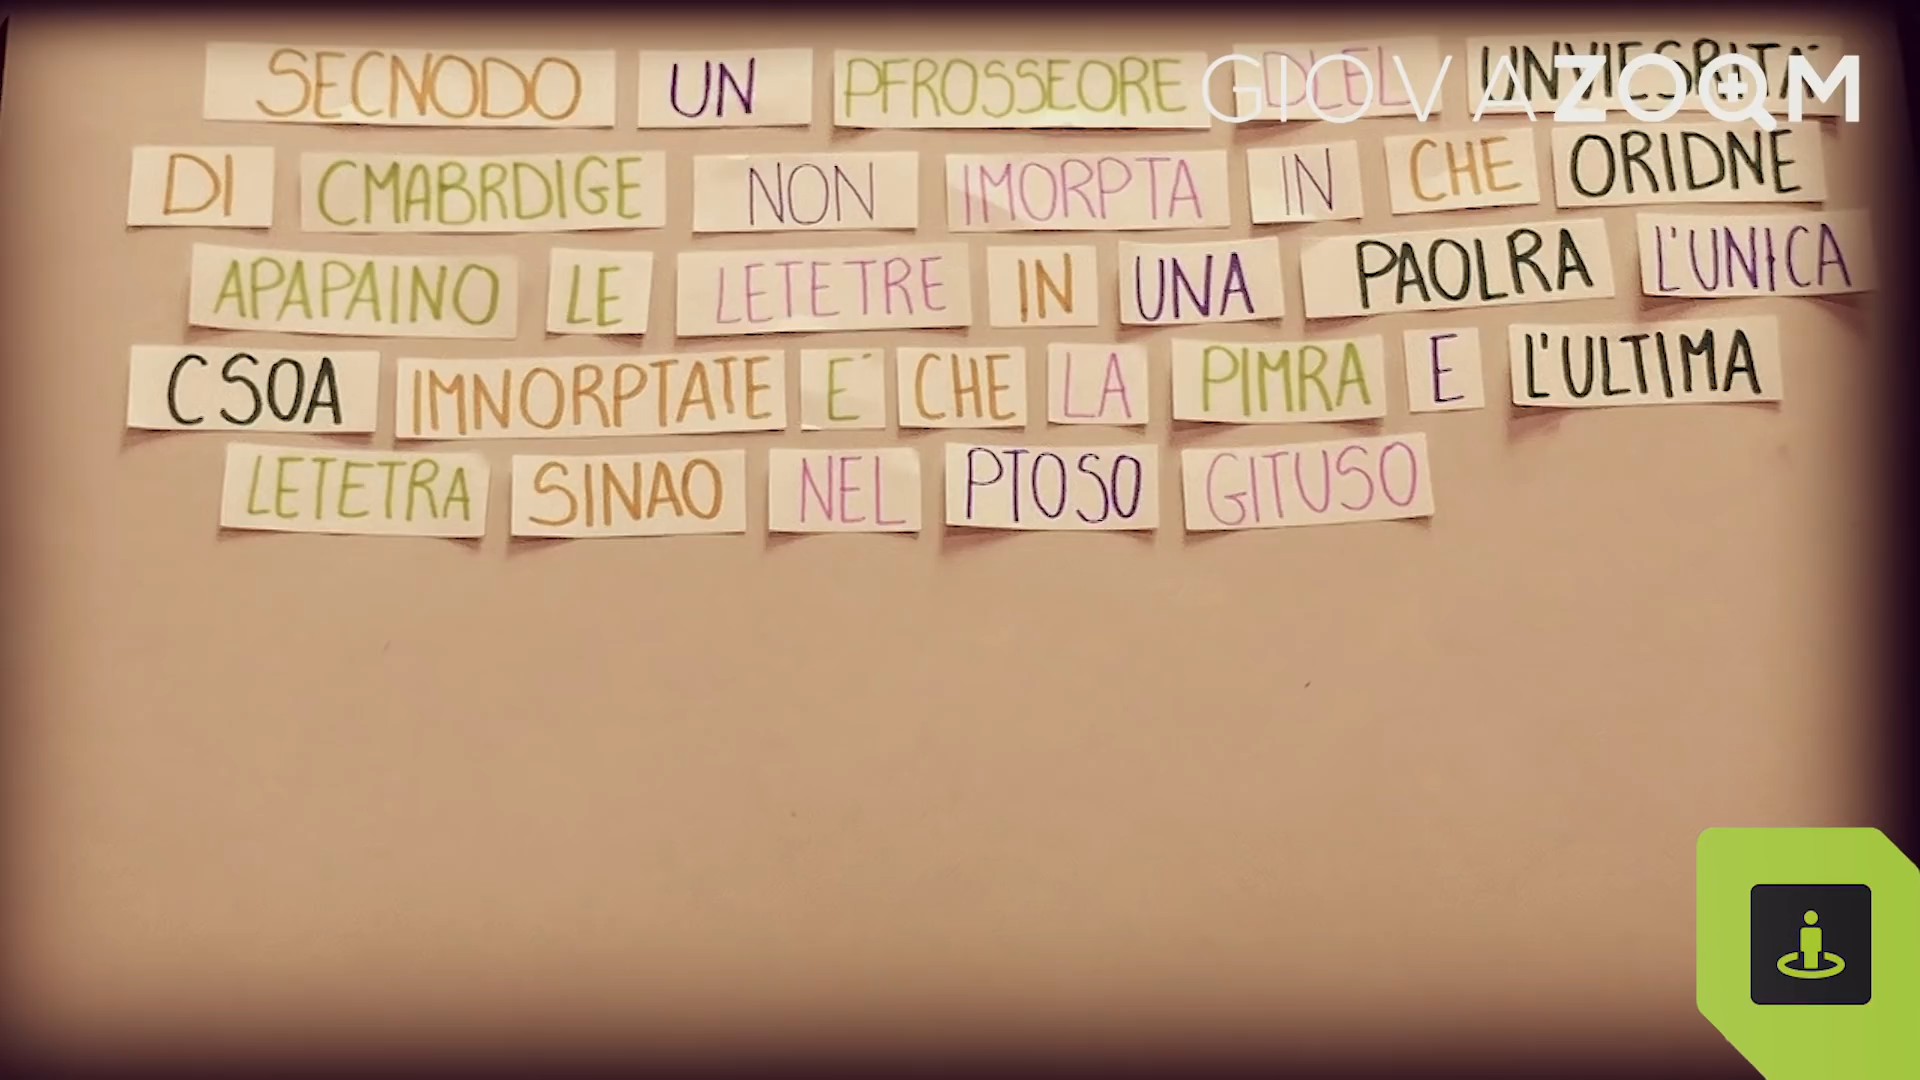 SECNODO UN PFROSSEORE GIOVAZOOM
DI CMABRDIGE NON IMORPTA IN CHE ORIDNE
APAPAINO LE LETETRE IN UNA PAOLRA L'UNICA
CSOA IMNORPTATE E' CHE LA PIMRA E L'ULTIMA
LETETRA SINAO NEL PTOSO GITUSO